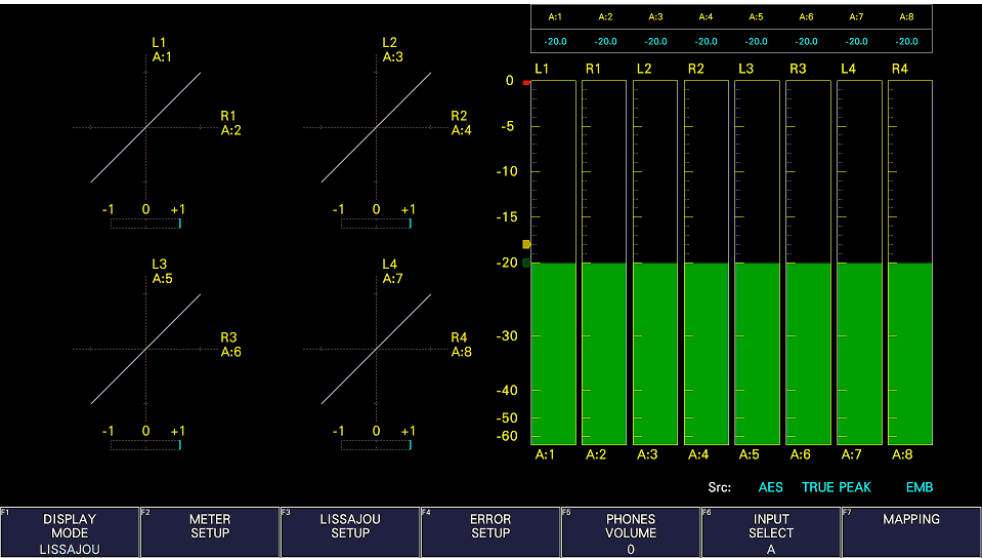 A:1 A:2 A:3 A:4 A:5 A:6 A:7 A:8
-20.0 -20.0 -20.0 -20.0 -20.0 -20.0 -20.0 -20.0
L1
A:1
R1
A:2
-1 0 +1
L2
A:3
R2
A:4
-1 0 +1
L3
A:5
R3
A:6
-1 0 +1
L4
A:7
R4
A:8
-1 0 +1
L1 R1 L2 R2 L3 R3 L4 R4
0
-5
-10
-15
-20
-30
-40
-50
-60
A:1 A:2 A:3 A:4 A:5 A:6 A:7 A:8
Src: AES TRUE PEAK EMB
F1 DISPLAY
MODE
LISSAJOU
F2 METER
SETUP
F3 LISSAJOU
SETUP
F4 ERROR
SETUP
F5 PHONES
VOLUME
0
F6 INPUT
SELECT
A
F7 MAPPING